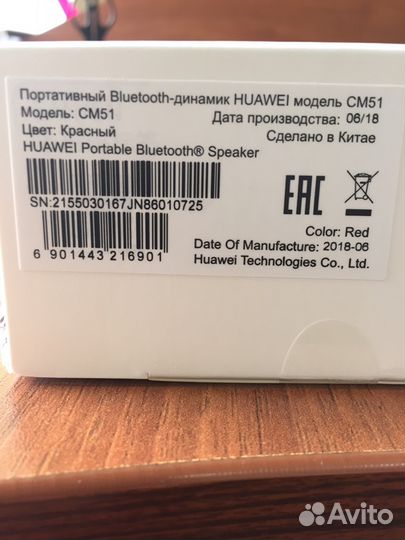 Портативный Bluetooth-динамик HUAWEI модель CM51
Модель: CM51 Дата производства: 06/18
Цвет: Красный Сделано в Китае
HUAWEI Portable Bluetooth® Speaker
SN:2155030167JN86010725
EAC
Color: Red
Date Of Manufacture: 2018-06
6 901443 216901 Huawei Technologies Co., Ltd.
Avito